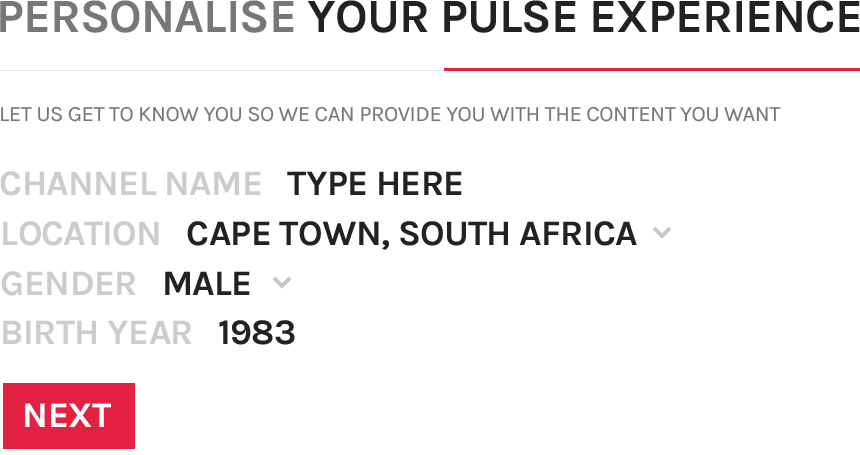 PERSONALISE YOUR PULSE EXPERIENCE
LET US GET TO KNOW YOU SO WE CAN PROVIDE YOU WITH THE CONTENT YOU WANT
CHANNEL NAME TYPE HERE
LOCATION CAPE TOWN, SOUTH AFRICA
GENDER MALE
BIRTH YEAR 1983
NEXT